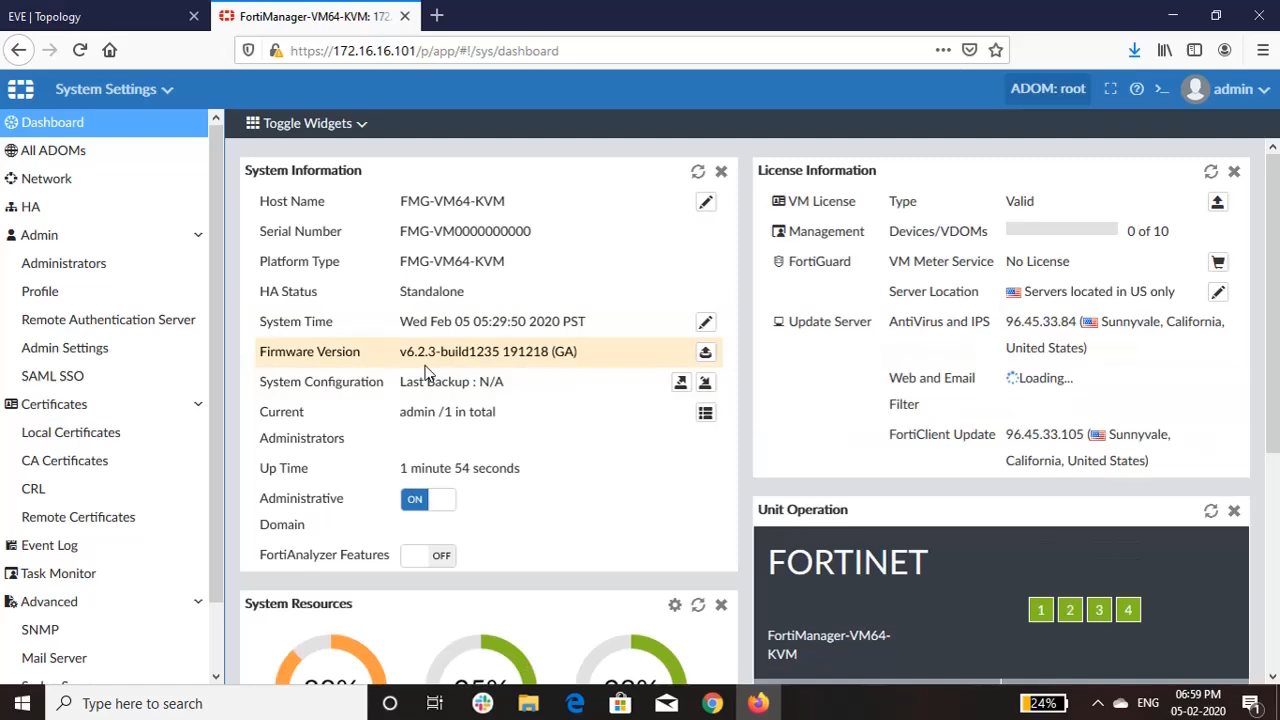 EVE | Topology
FortiManager-VM64-KVM: 172.
https://172.16.16.101/p/app/#!/sys/dashboard
System Settings
ADOM: root
admin
Dashboard
All ADOMs
Network
HA
Admin
Administrators
Profile
Remote Authentication Server
Admin Settings
SAML SSO
Certificates
Local Certificates
CA Certificates
CRL
Remote Certificates
Event Log
Task Monitor
Advanced
SNMP
Mail Server
Toggle Widgets
System Information
Host Name FMG-VM64-KVM
Serial Number FMG-VM0000000000
Platform Type FMG-VM64-KVM
HA Status Standalone
System Time Wed Feb 05 05:29:50 2020 PST
Firmware Version v6.2.3-build1235 191218 (GA)
System Configuration Last Backup : N/A
Current admin /1 in total
Administrators
Up Time 1 minute 54 seconds
Administrative ON
Domain
FortiAnalyzer Features OFF
System Resources
License Information
VM License Type Valid
Management Devices/VDOMs 0 of 10
FortiGuard VM Meter Service No License
Server Location Servers located in US only
Update Server AntiVirus and IPS 96.45.33.84 ( Sunnyvale, California,
United States)
Web and Email Loading...
Filter
FortiClient Update 96.45.33.105 ( Sunnyvale,
California, United States)
Unit Operation
FORTINET
1 2 3 4
FortiManager-VM64-
KVM
Type here to search
24%
ENG
06:59 PM
05-02-2020
1